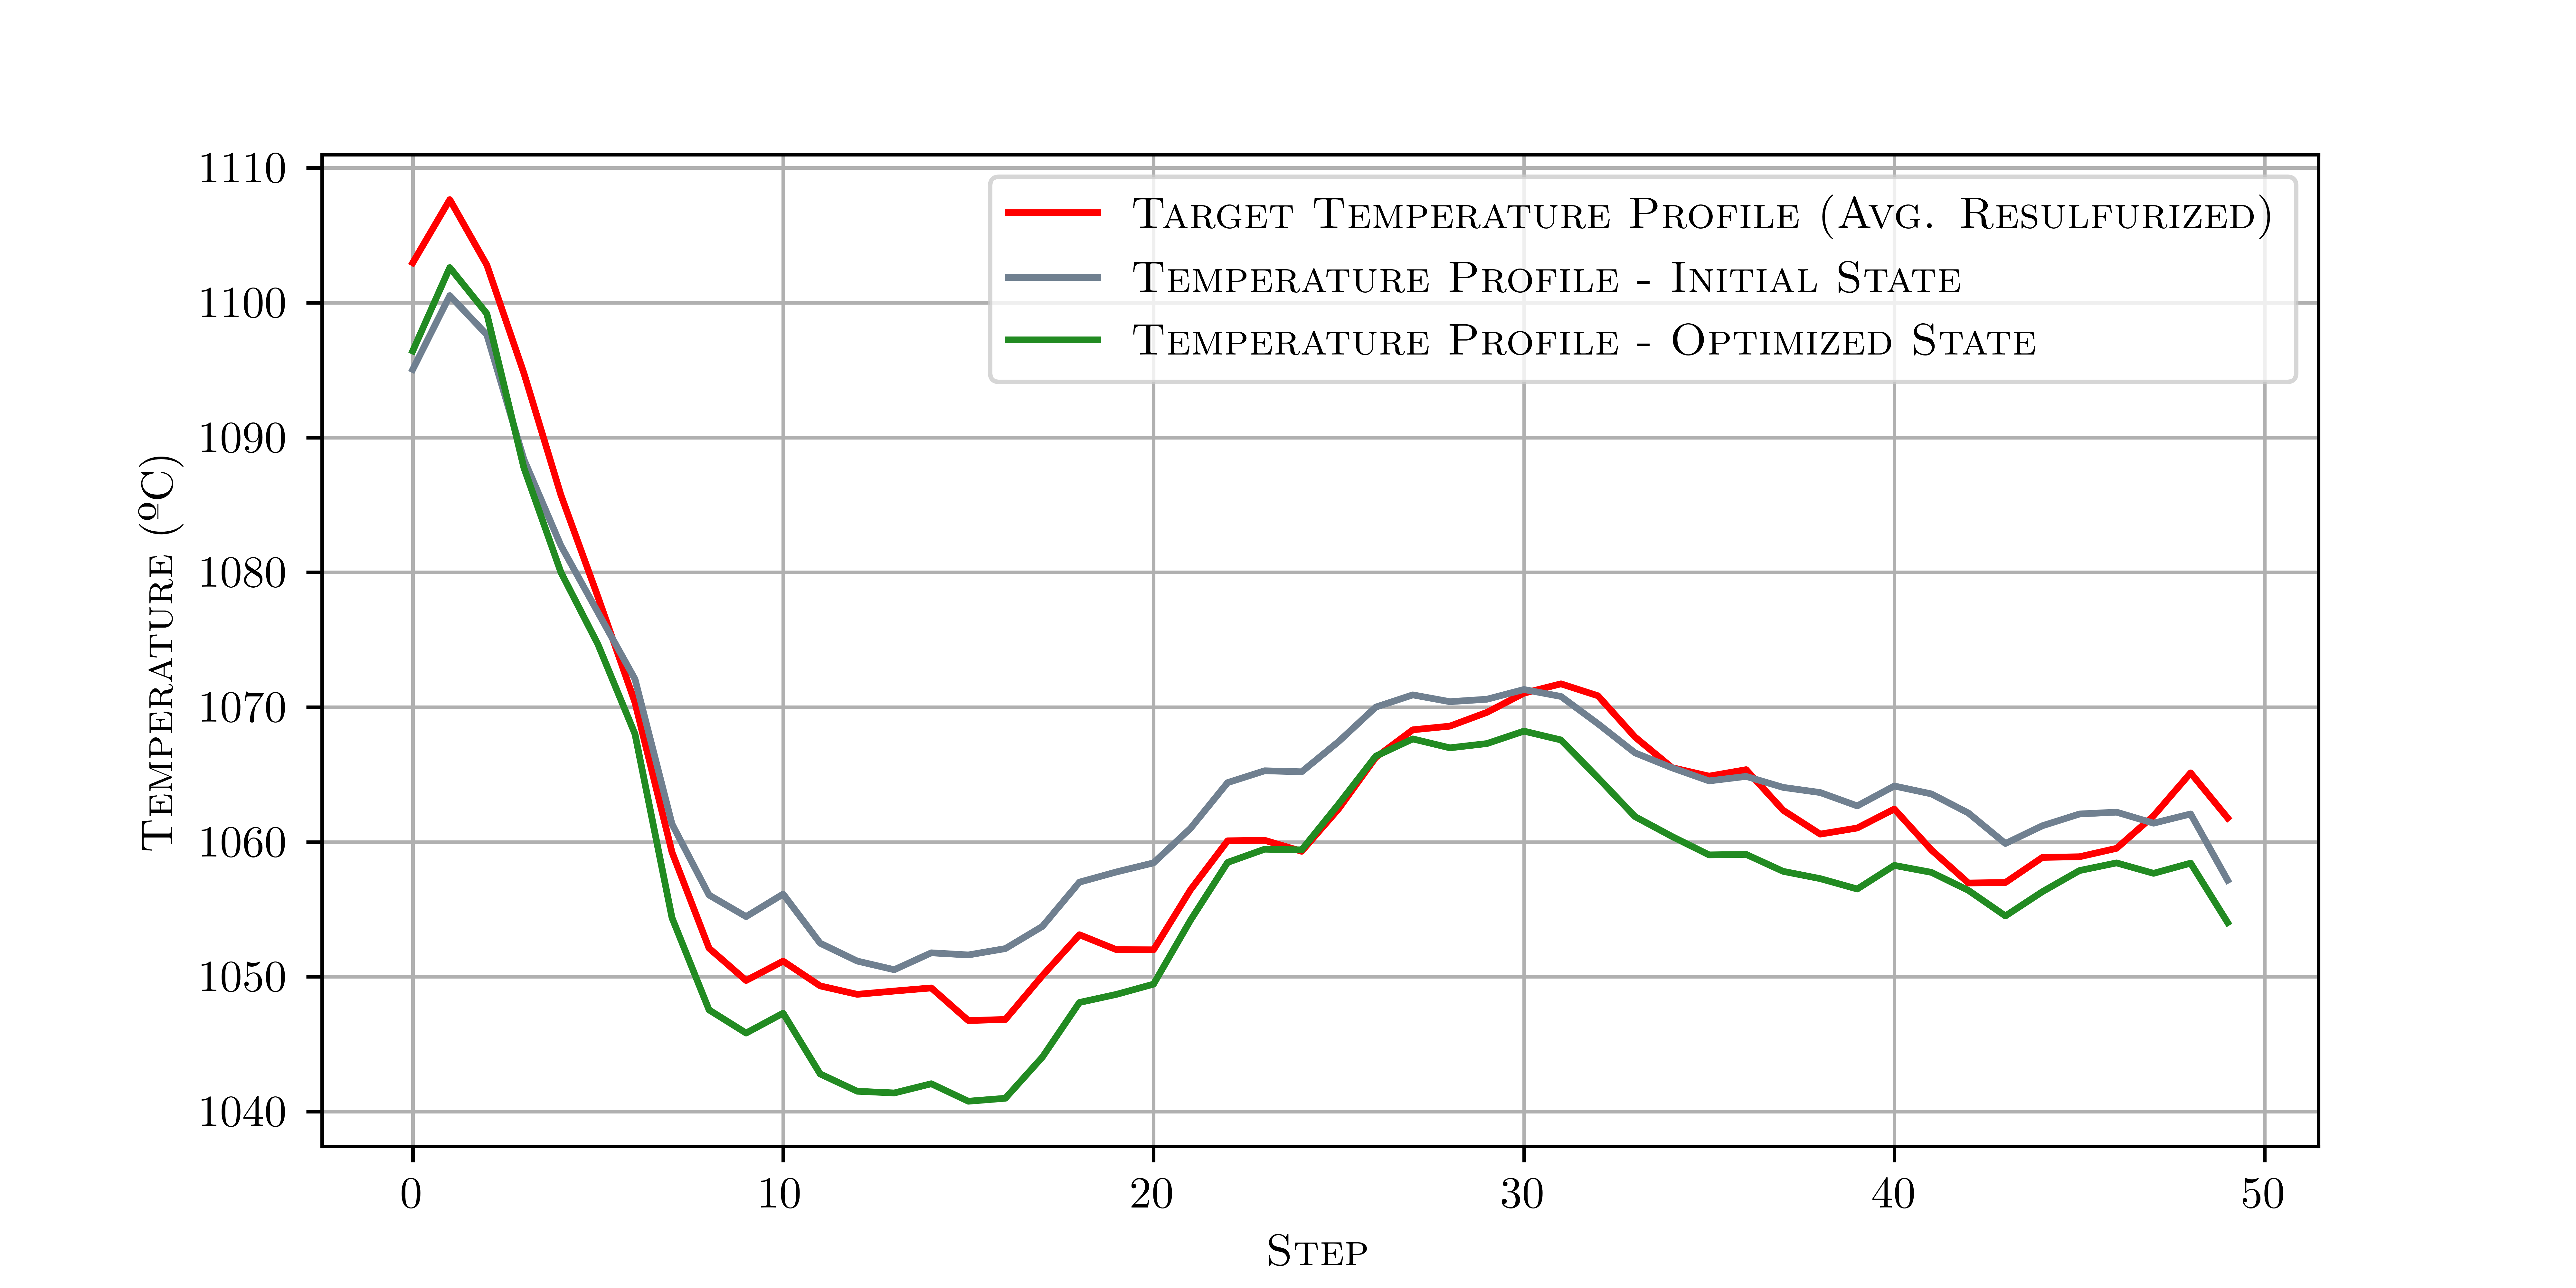 Target Temperature Profile (Avg. Resulfurized)
Temperature Profile - Initial State
Temperature Profile - Optimized State
Temperature (ºC)
1110
1100
1090
1080
1070
1060
1050
1040
0 10 20 30 40 50
Step